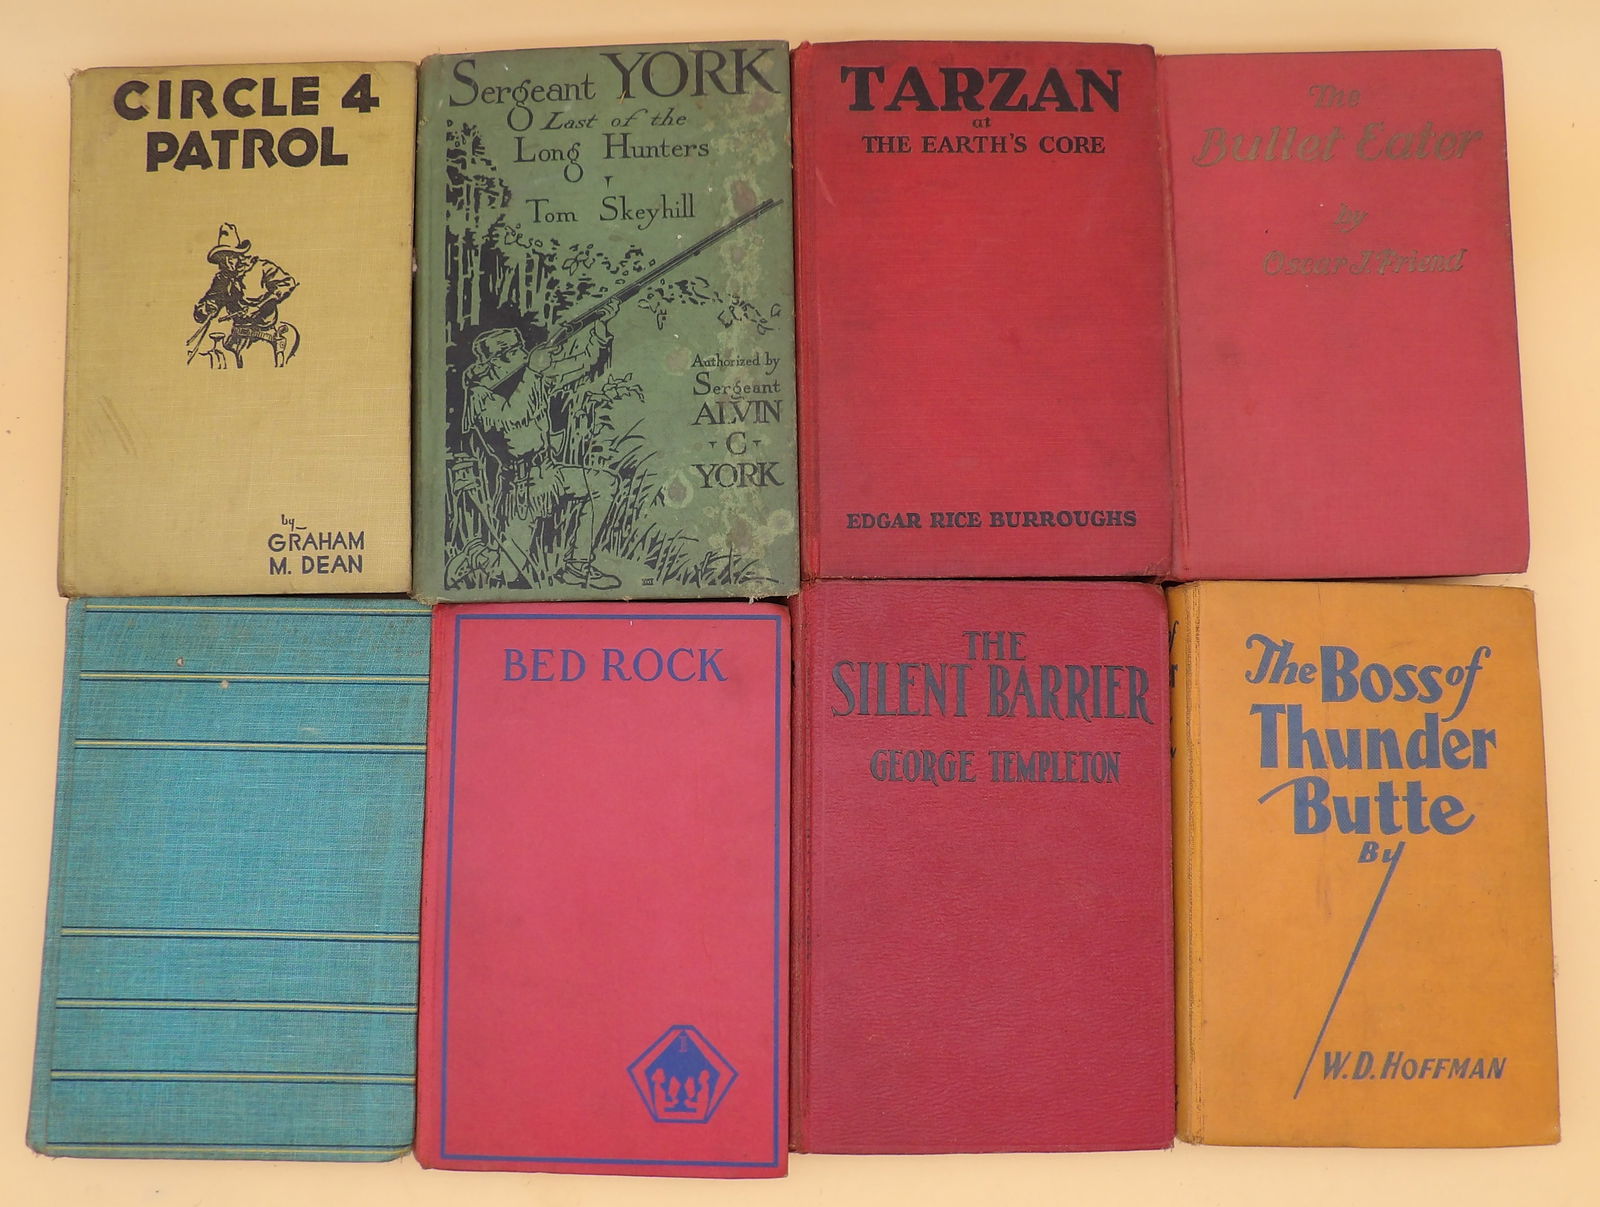 CIRCLE 4
PATROL
by
GRAHAM
M. DEAN
Sergeant YORK
Last of the
Long Hunters
Tom Skeyhill
Authorized by
Sergeant
ALVIN
C
YORK
TARZAN
at
THE EARTH'S CORE
EDGAR RICE BURROUGHS
The
Bullet Eater
by
Oscar J. Friend
BED ROCK
THE
SILENT BARRIER
GEORGE TEMPLETON
The Boss of
Thunder
Butte
By
W. D. HOFFMAN